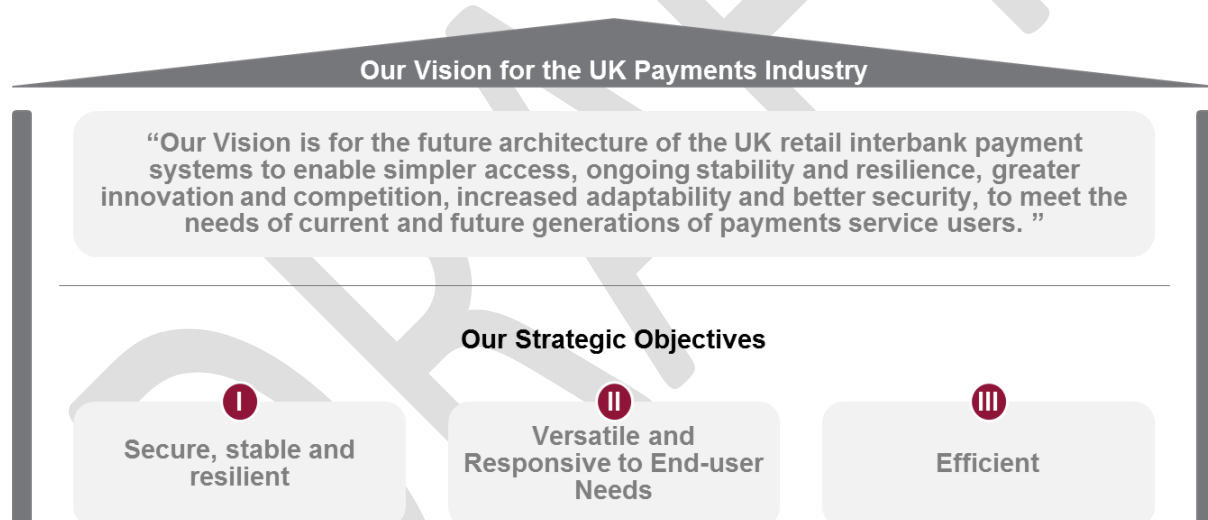 Our Vision for the UK Payments Industry
“Our Vision is for the future architecture of the UK retail interbank payment
systems to enable simpler access, ongoing stability and resilience, greater
innovation and competition, increased adaptability and better security, to meet the
needs of current and future generations of payments service users. ”
Our Strategic Objectives
I
Secure, stable and
resilient
II
Versatile and
Responsive to End-user
Needs
III
Efficient